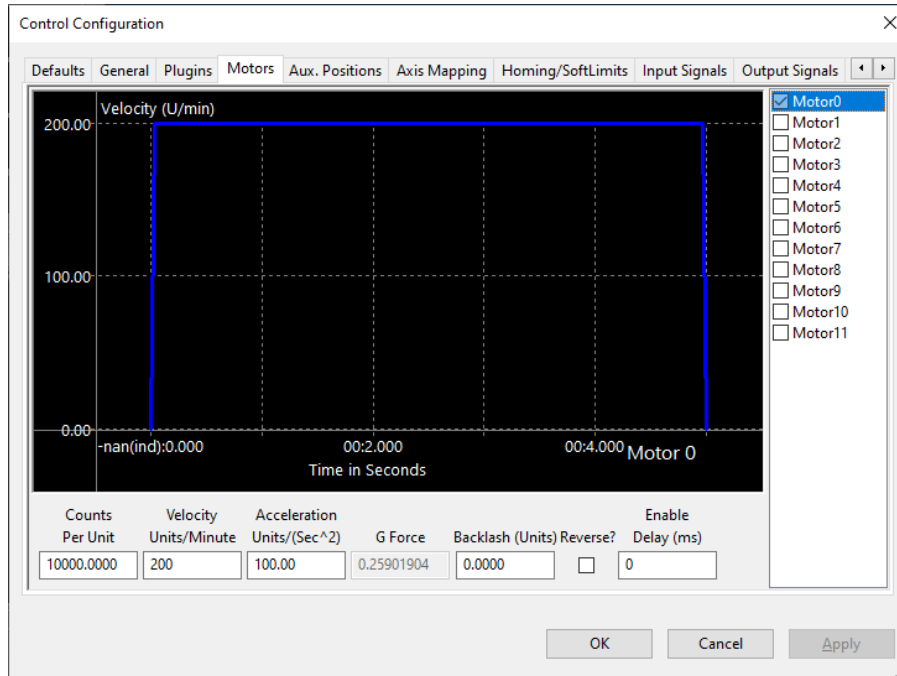 Control Configuration
Defaults General Plugins Motors Aux. Positions Axis Mapping Homing/SoftLimits Input Signals Output Signals
Velocity (U/min)
200.00
100.00
0.00
-nan(ind):0.000 00:2.000 00:4.000
Motor 0
Time in Seconds
Motor0
Motor1
Motor2
Motor3
Motor4
Motor5
Motor6
Motor7
Motor8
Motor9
Motor10
Motor11
Counts Velocity Acceleration Enable
Per Unit Units/Minute Units/(Sec^2) G Force Backlash (Units) Reverse? Delay (ms)
10000.0000 200 100.00 0.25901904 0.0000 0
OK Cancel Apply